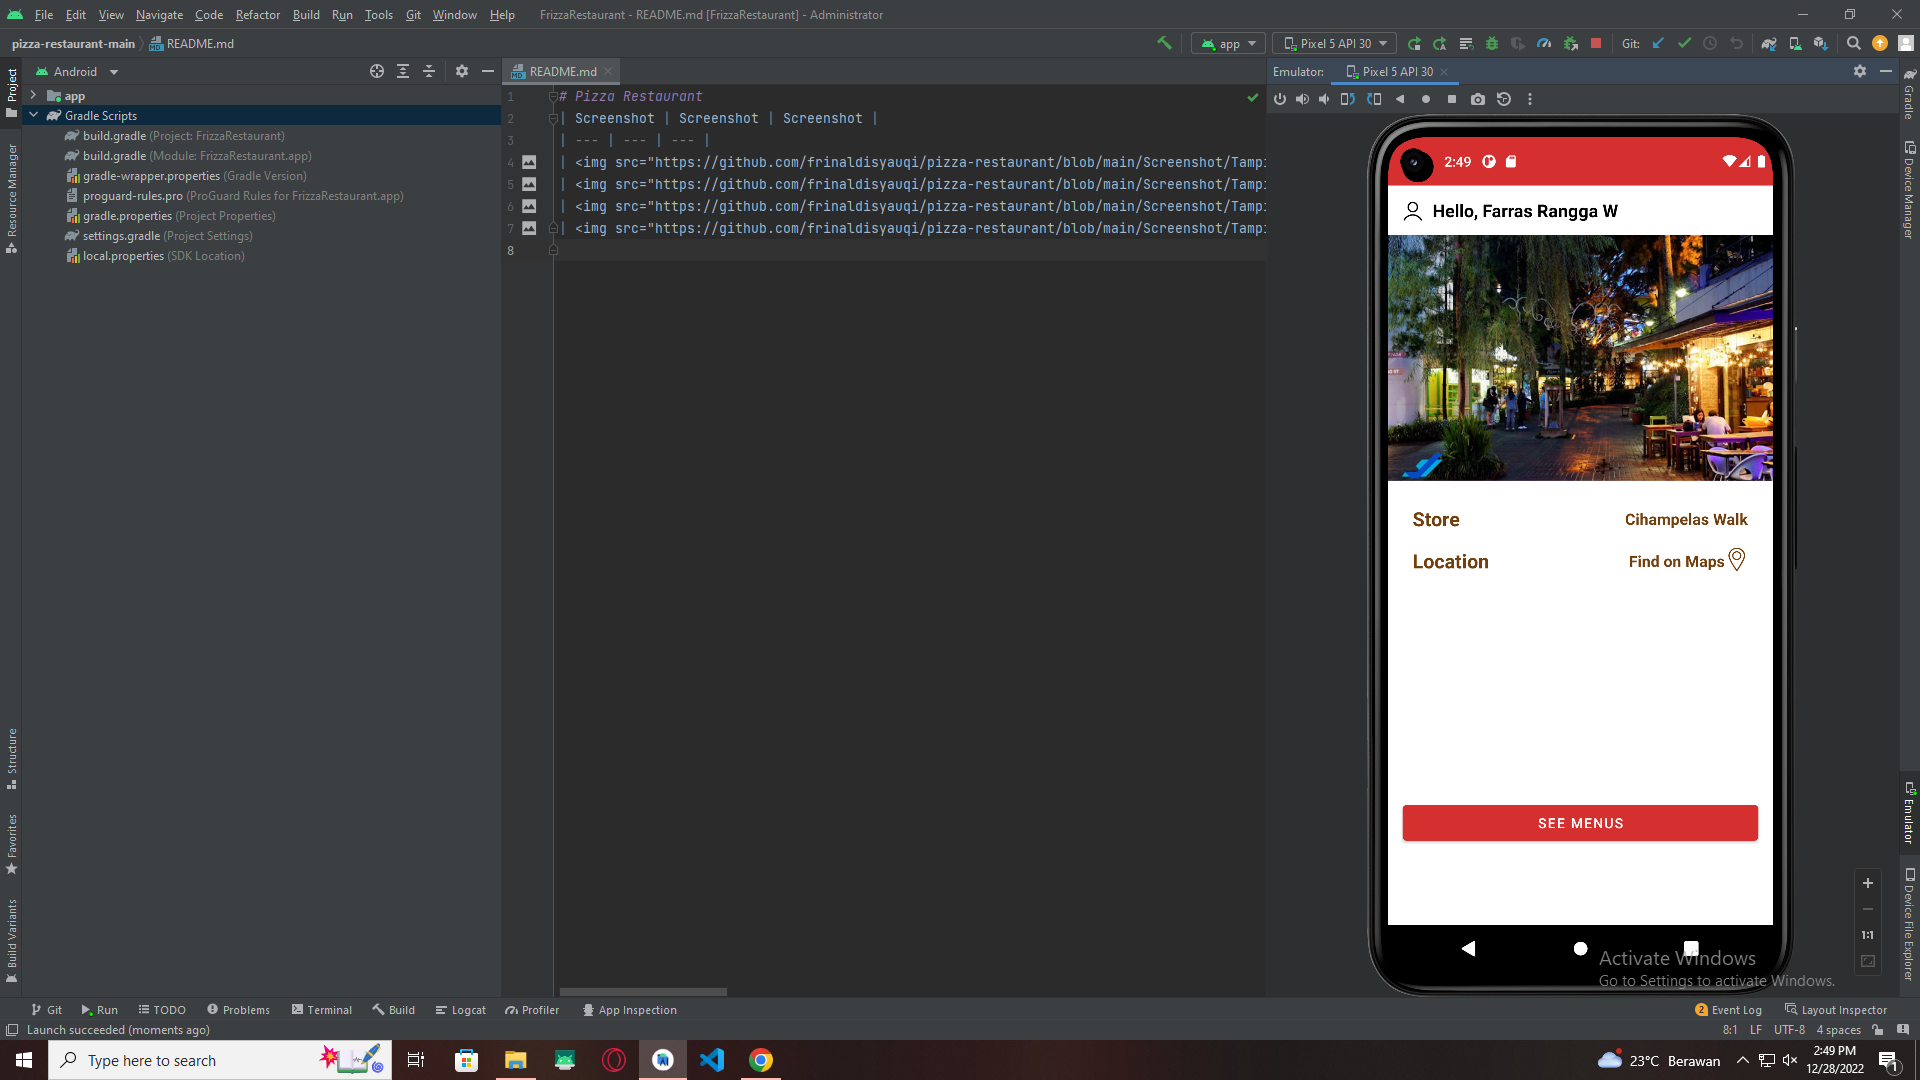 File Edit View Navigate Code Refactor Build Run Tools Git Window Help FrizzaRestaurant - README.md [FrizzaRestaurant] - Administrator
pizza-restaurant-main README.md app Pixel 5 API 30 Git:
Android
README.md
Emulator: Pixel 5 API 30
Project
Resource Manager
Structure
Favorites
Build Variants
app
Gradle Scripts
build.gradle (Project: FrizzaRestaurant)
build.gradle (Module: FrizzaRestaurant.app)
gradle-wrapper.properties (Gradle Version)
proguard-rules.pro (ProGuard Rules for FrizzaRestaurant.app)
gradle.properties (Project Properties)
settings.gradle (Project Settings)
local.properties (SDK Location)
1 # Pizza Restaurant
2 | Screenshot | Screenshot | Screenshot |
3 | --- | --- | --- |
4 | <img src="https://github.com/frinaldisyauqi/pizza-restaurant/blob/main/Screenshot/Tampi
5 | <img src="https://github.com/frinaldisyauqi/pizza-restaurant/blob/main/Screenshot/Tampi
6 | <img src="https://github.com/frinaldisyauqi/pizza-restaurant/blob/main/Screenshot/Tampi
7 | <img src="https://github.com/frinaldisyauqi/pizza-restaurant/blob/main/Screenshot/Tampi
8
2:49
Hello, Farras Rangga W
Store Cihampelas Walk
Location Find on Maps
SEE MENUS
Gradle
Device Manager
Emulator
Device File Explorer
1:1
Activate Windows
Go to Settings to activate Windows.
Git Run TODO Problems Terminal Build Logcat Profiler App Inspection 2 Event Log Layout Inspector
Launch succeeded (moments ago) 8:1 LF UTF-8 4 spaces
Type here to search 23°C Berawan 2:49 PM
12/28/2022
1